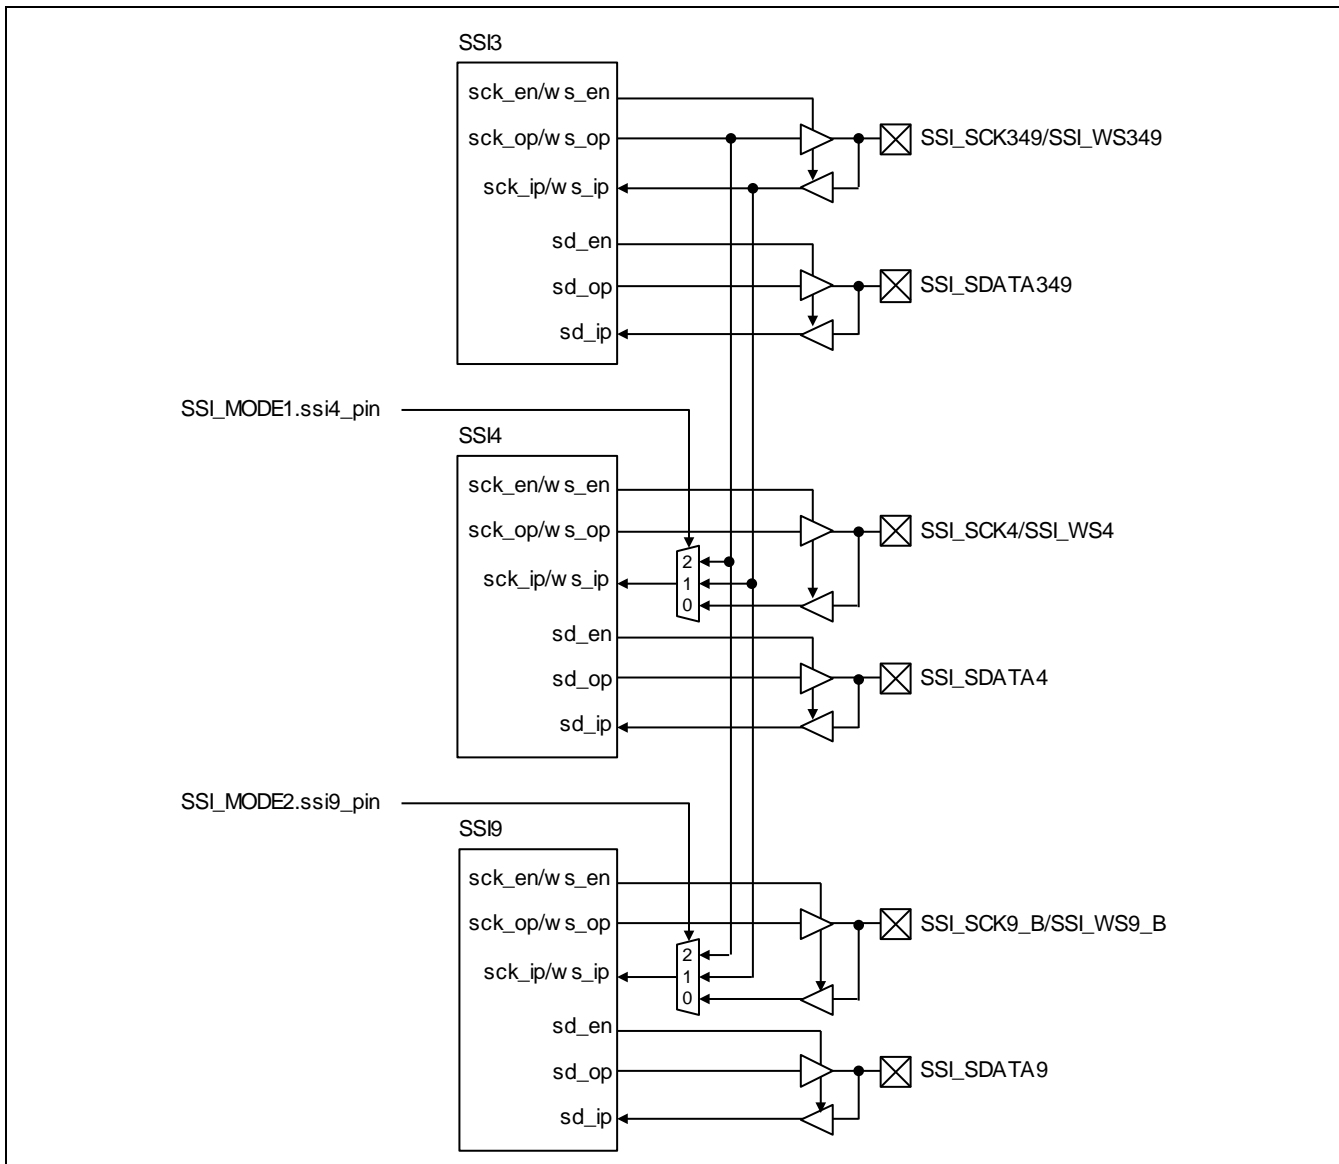 SSI3
sck_en/ws_en
sck_op/ws_op
SSI_SCK349/SSI_WS349
sck_ip/ws_ip
sd_en
sd_op
SSI_SDATA349
sd_ip
SSI_MODE1.ssi4_pin
SSI4
sck_en/ws_en
sck_op/ws_op
SSI_SCK4/SSI_WS4
2
sck_ip/ws_ip
1
0
sd_en
sd_op
SSI_SDATA4
sd_ip
SSI_MODE2.ssi9_pin
SSI9
sck_en/ws_en
sck_op/ws_op
SSI_SCK9_B/SSI_WS9_B
2
sck_ip/ws_ip
1
0
sd_en
sd_op
SSI_SDATA9
sd_ip